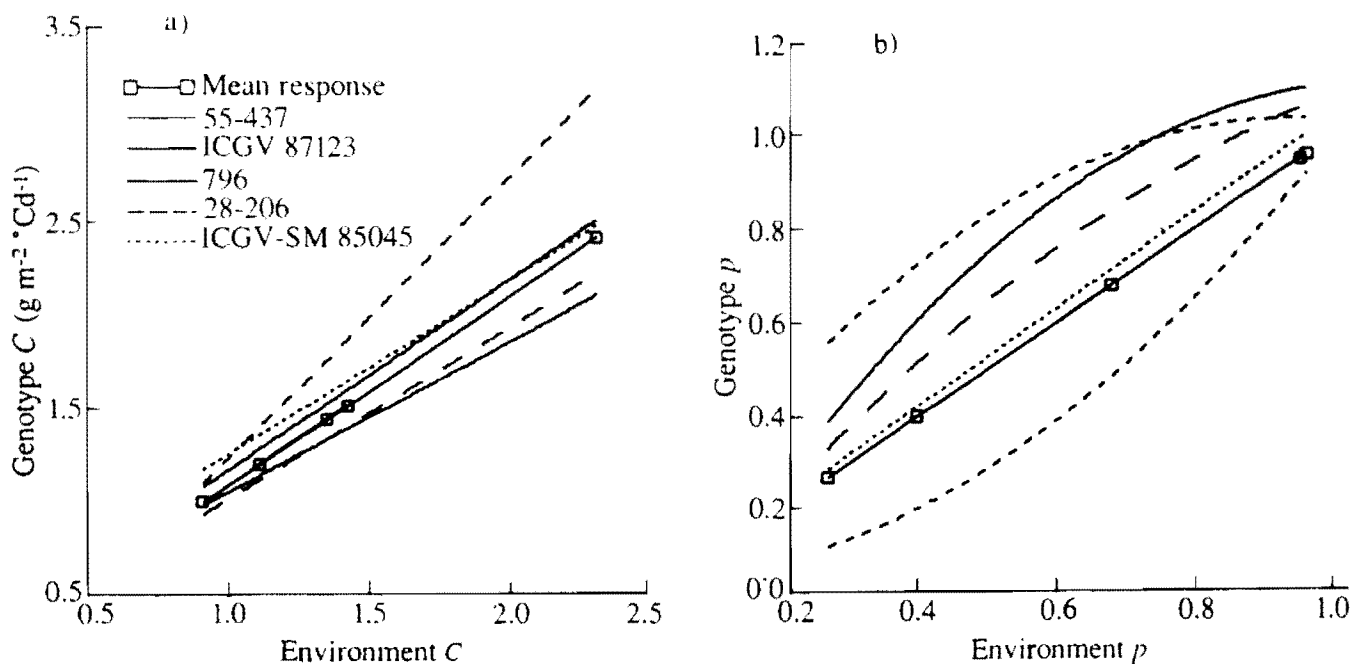 a)
3.5
2.5
1.5
0.5
Mean response
55-437
ICGV 87123
796
28-206
ICGV-SM 85045
Genotype C (g m⁻² °Cd⁻¹)
0.5 1.0 1.5 2.0 2.5
Environment C
b)
1.2
1.0
0.8
0.6
0.4
0.2
0.0
Genotype p
0.2 0.4 0.6 0.8 1.0
Environment p